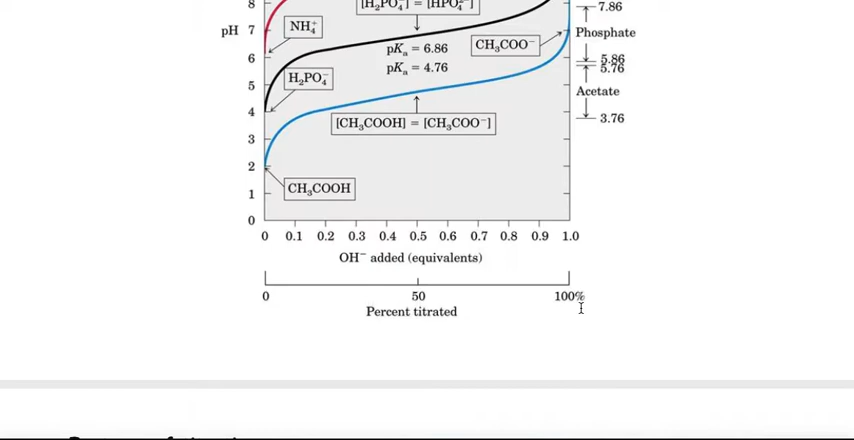 8
[H₂PO₄⁻] = [HPO₄²⁻]
7.86
pH
7
NH₄⁺
CH₃COO⁻
Phosphate
6
pKₐ = 6.86
5.86
5.76
pKₐ = 4.76
5
H₂PO₄⁻
Acetate
4
3.76
[CH₃COOH] = [CH₃COO⁻]
3
2
CH₃COOH
1
0
0 0.1 0.2 0.3 0.4 0.5 0.6 0.7 0.8 0.9 1.0
OH⁻ added (equivalents)
0 50 100%
Percent titrated